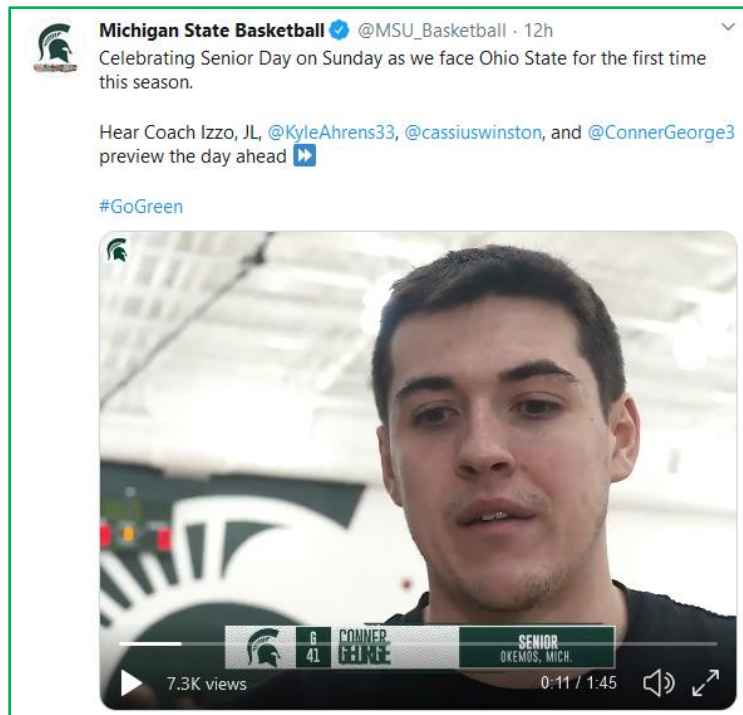 Michigan State Basketball @MSU_Basketball · 12h
Celebrating Senior Day on Sunday as we face Ohio State for the first time
this season.
Hear Coach Izzo, JL, @KyleAhrens33, @cassiuswinston, and @ConnerGeorge3
preview the day ahead
#GoGreen
G
41
CONNER
GEORGE
SENIOR
OKEMOS, MICH.
7.3K views
0:11 / 1:45